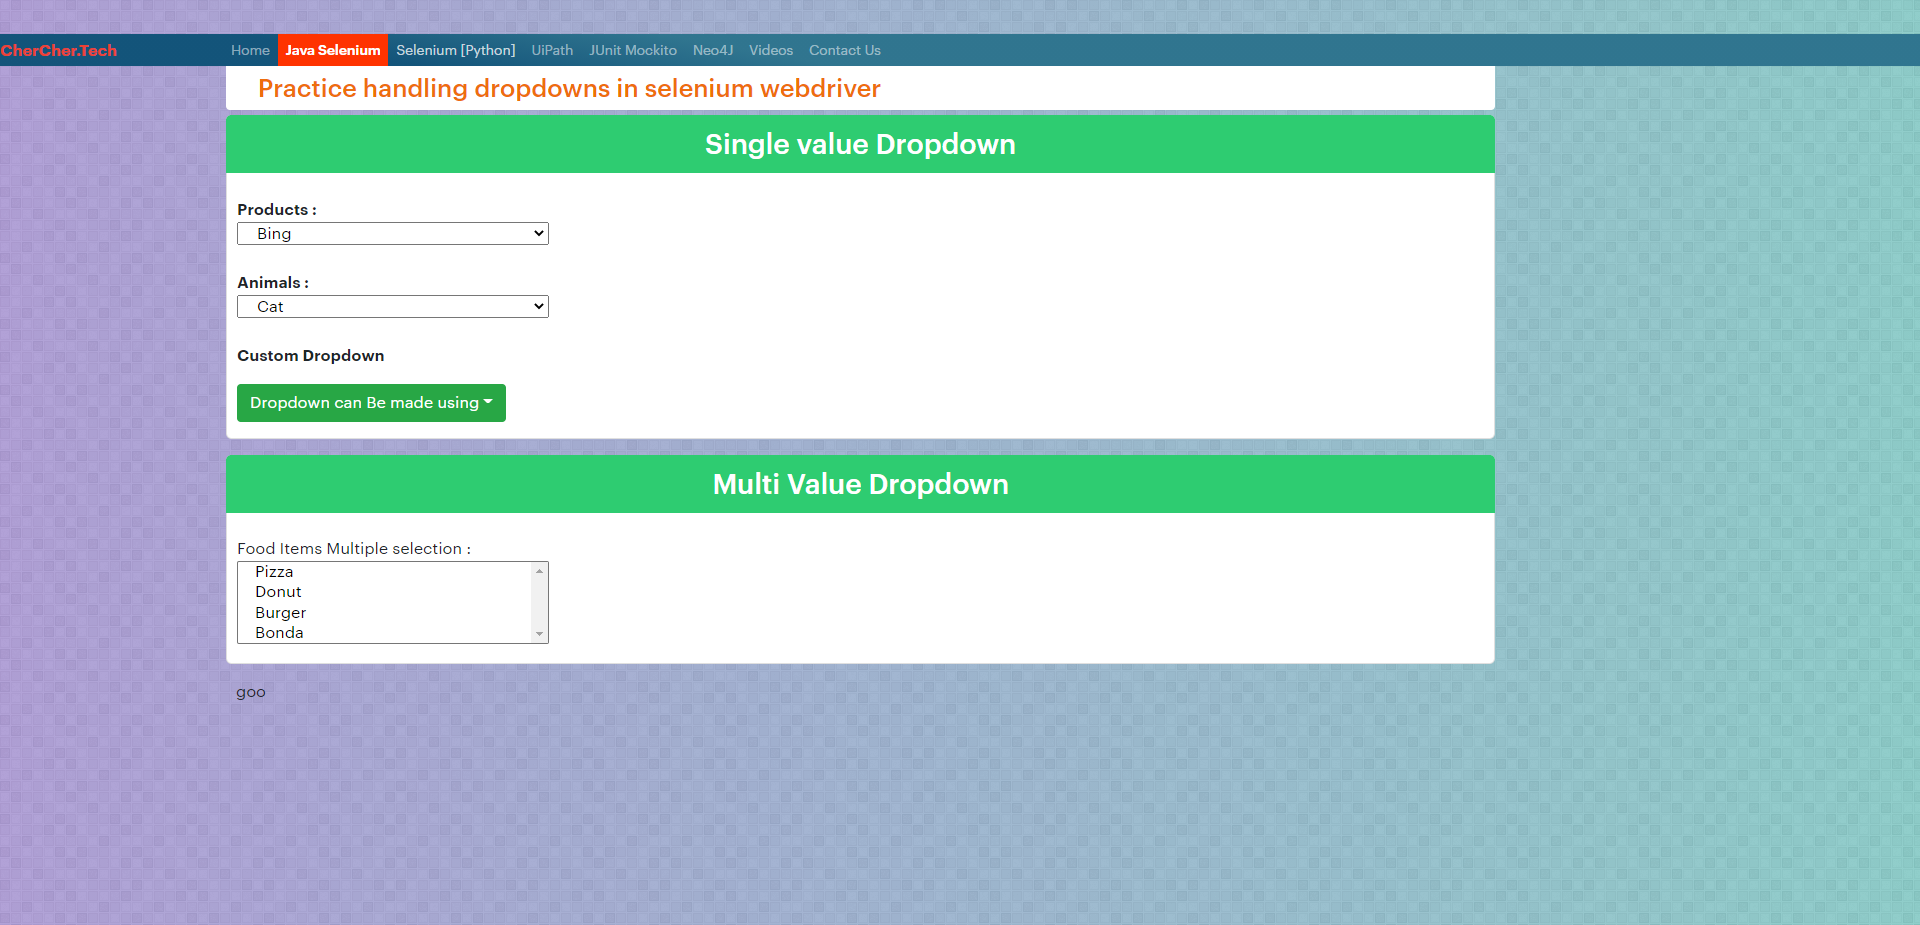 CherCher.Tech Home Java Selenium Selenium [Python] UiPath JUnit Mockito Neo4J Videos Contact Us
Practice handling dropdowns in selenium webdriver
Single value Dropdown
Products :
Bing
Animals :
Cat
Custom Dropdown
Dropdown can Be made using
Multi Value Dropdown
Food Items Multiple selection :
Pizza
Donut
Burger
Bonda
goo